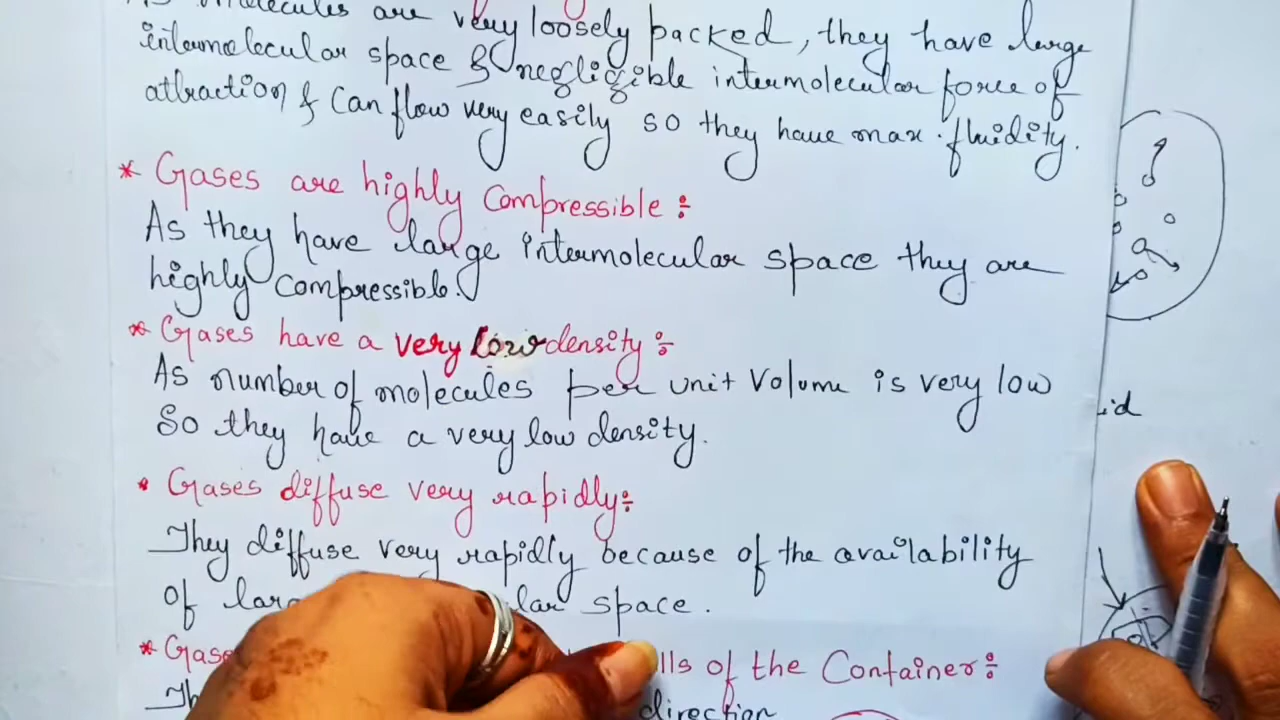 molecules are very loosely packed, they have large
intermolecular space & negligible intermolecular force of
attraction & can flow very easily so they have max. fluidity.
* Gases are highly Compressible :
As they have large intermolecular space they are
highly compressible.
* Gases have a very low density :
As number of molecules per unit Volume is very low
So they have a very low density.
* Gases diffuse very rapidly :
They diffuse very rapidly because of the availability
of space.
* of the Container :
direction